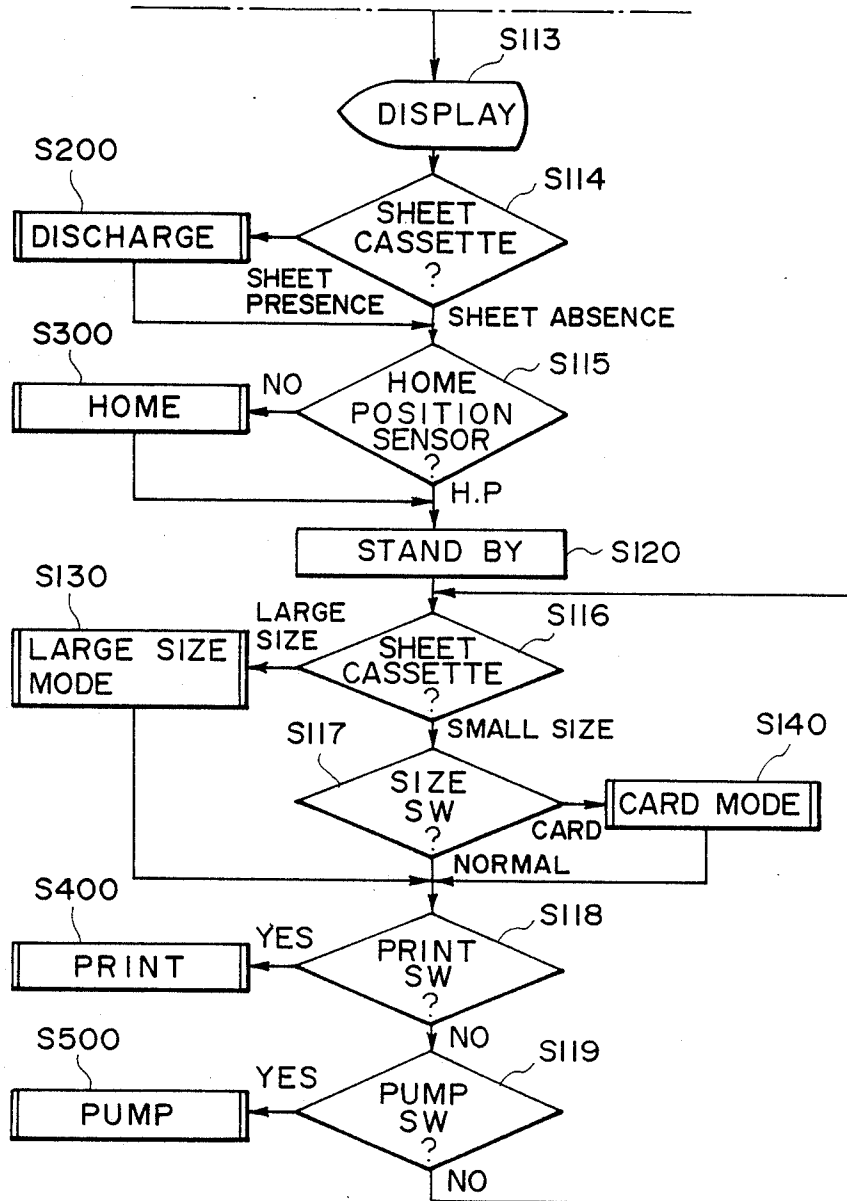 S113
DISPLAY
S200
S114
DISCHARGE
SHEET
CASSETTE
?
SHEET
PRESENCE
SHEET ABSENCE
S300
S115
HOME
NO
HOME
POSITION
SENSOR
?
H.P
STAND BY
S120
S130
LARGE
SIZE
S116
LARGE SIZE
MODE
SHEET
CASSETTE
?
SMALL SIZE
S117
S140
SIZE
SW
?
CARD
CARD MODE
NORMAL
S400
S118
YES
PRINT
PRINT
SW
?
NO
S500
S119
YES
PUMP
PUMP
SW
?
NO